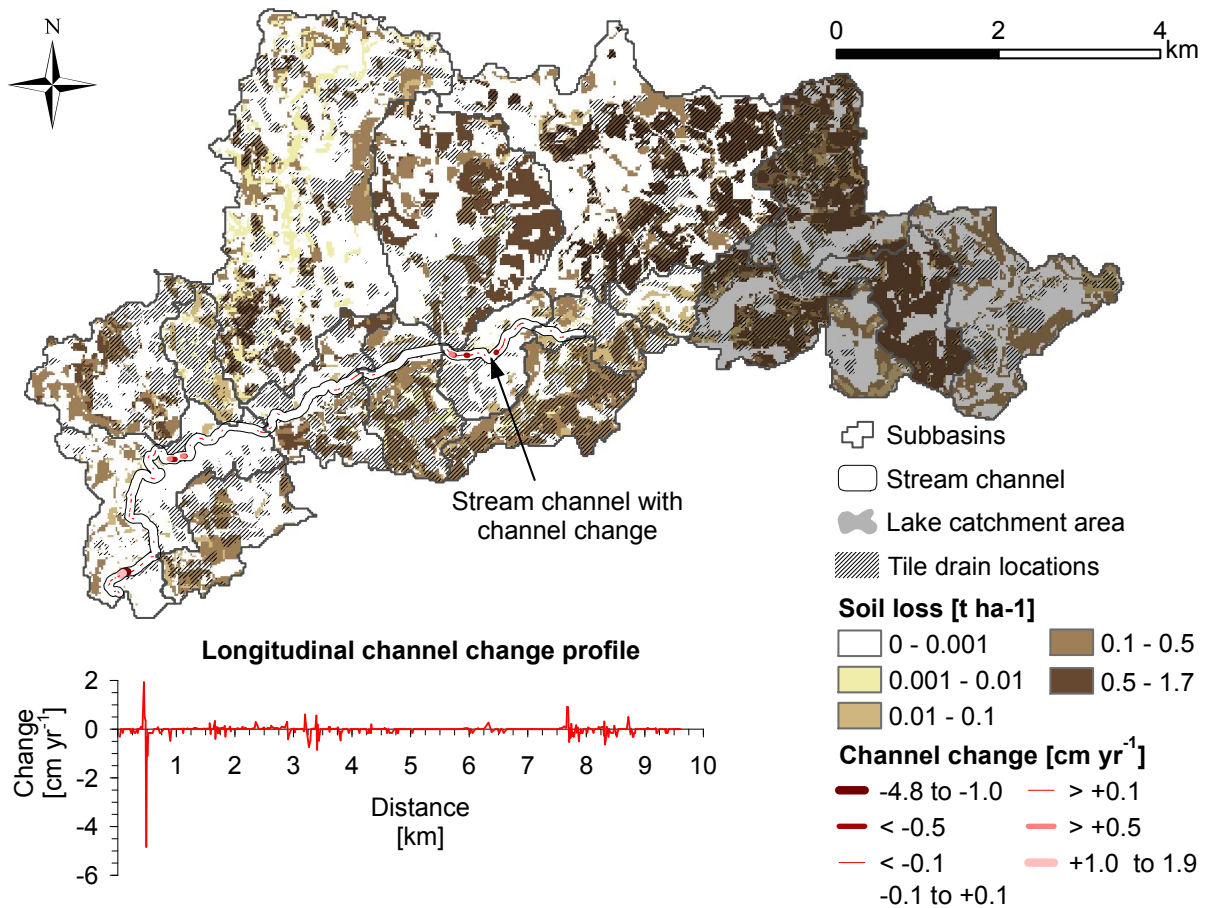 N
0 2 4
km
Stream channel with
channel change
Subbasins
Stream channel
Lake catchment area
Tile drain locations
Soil loss [t ha-1]
0 - 0.001
0.001 - 0.01
0.01 - 0.1
0.1 - 0.5
0.5 - 1.7
Channel change [cm yr-1]
-4.8 to -1.0
< -0.5
< -0.1
-0.1 to +0.1
> +0.1
> +0.5
+1.0 to 1.9
Longitudinal channel change profile
Change
[cm yr-1]
2
0
-2
-4
-6
1 2 3 4 5 6 7 8 9 10
Distance
[km]